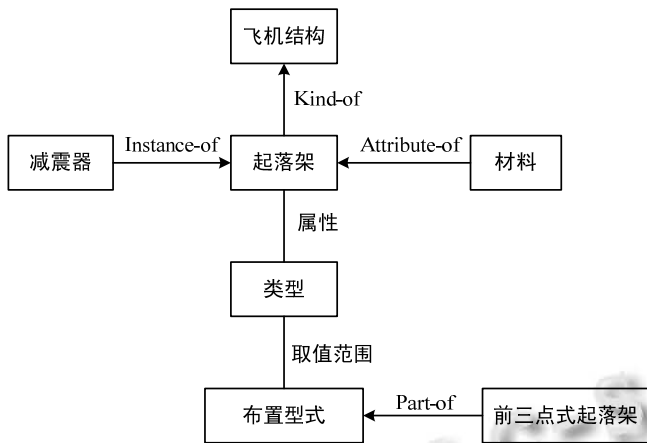 飞机结构
Kind-of
减震器
Instance-of
起落架
Attribute-of
材料
属性
类型
取值范围
布置型式
Part-of
前三点式起落架